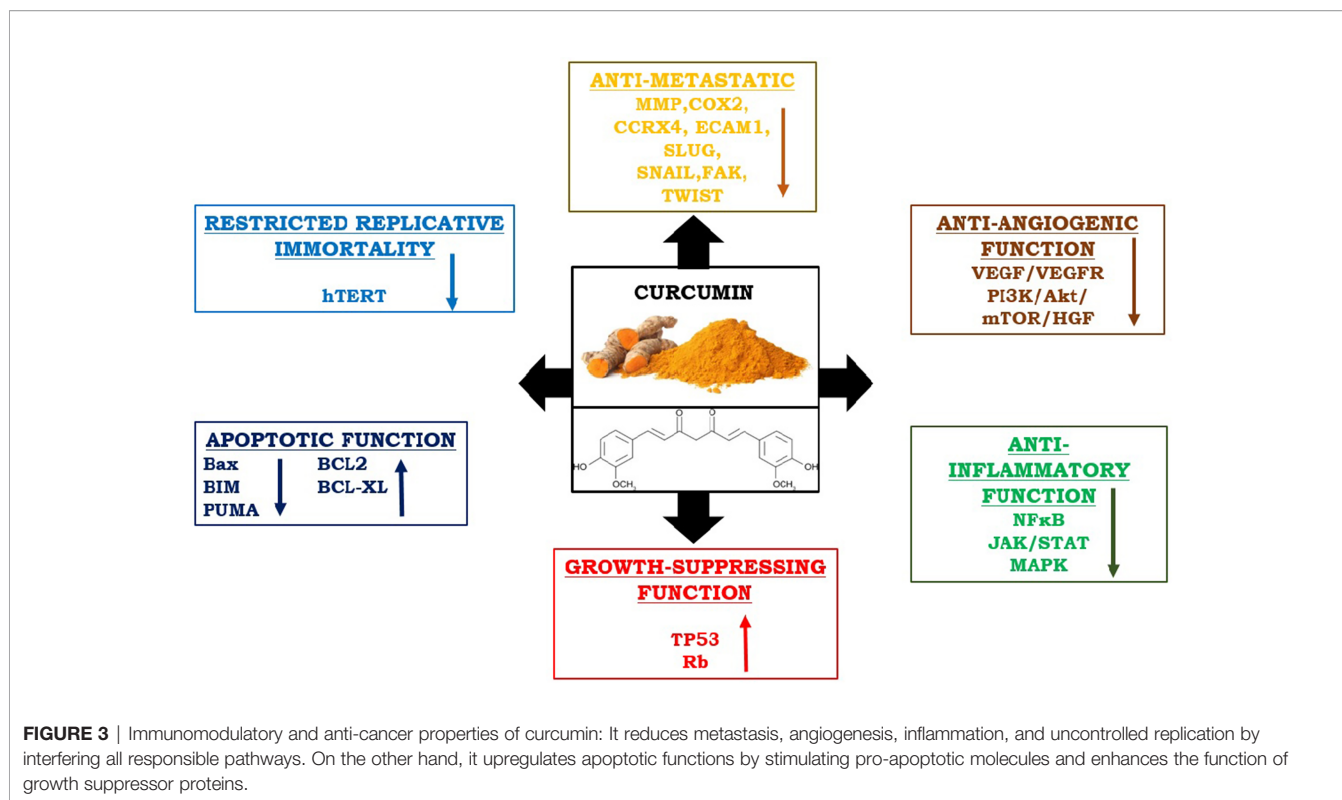 ANTI-METASTATIC
MMP,COX2,
CCRX4, ECAM1,
SLUG,
SNAIL,FAK,
TWIST
RESTRICTED REPLICATIVE
IMMORTALITY
hTERT
ANTI-ANGIOGENIC
FUNCTION
VEGF/VEGFR
PI3K/Akt/
mTOR/HGF
CURCUMIN
O O
HO OH
OCH3 OCH3
APOPTOTIC FUNCTION
Bax BCL2
BIM BCL-XL
PUMA
ANTI-
INFLAMMATORY
FUNCTION
NFκB
JAK/STAT
MAPK
GROWTH-SUPPRESSING
FUNCTION
TP53
Rb
FIGURE 3 | Immunomodulatory and anti-cancer properties of curcumin: It reduces metastasis, angiogenesis, inflammation, and uncontrolled replication by
interfering all responsible pathways. On the other hand, it upregulates apoptotic functions by stimulating pro-apoptotic molecules and enhances the function of
growth suppressor proteins.